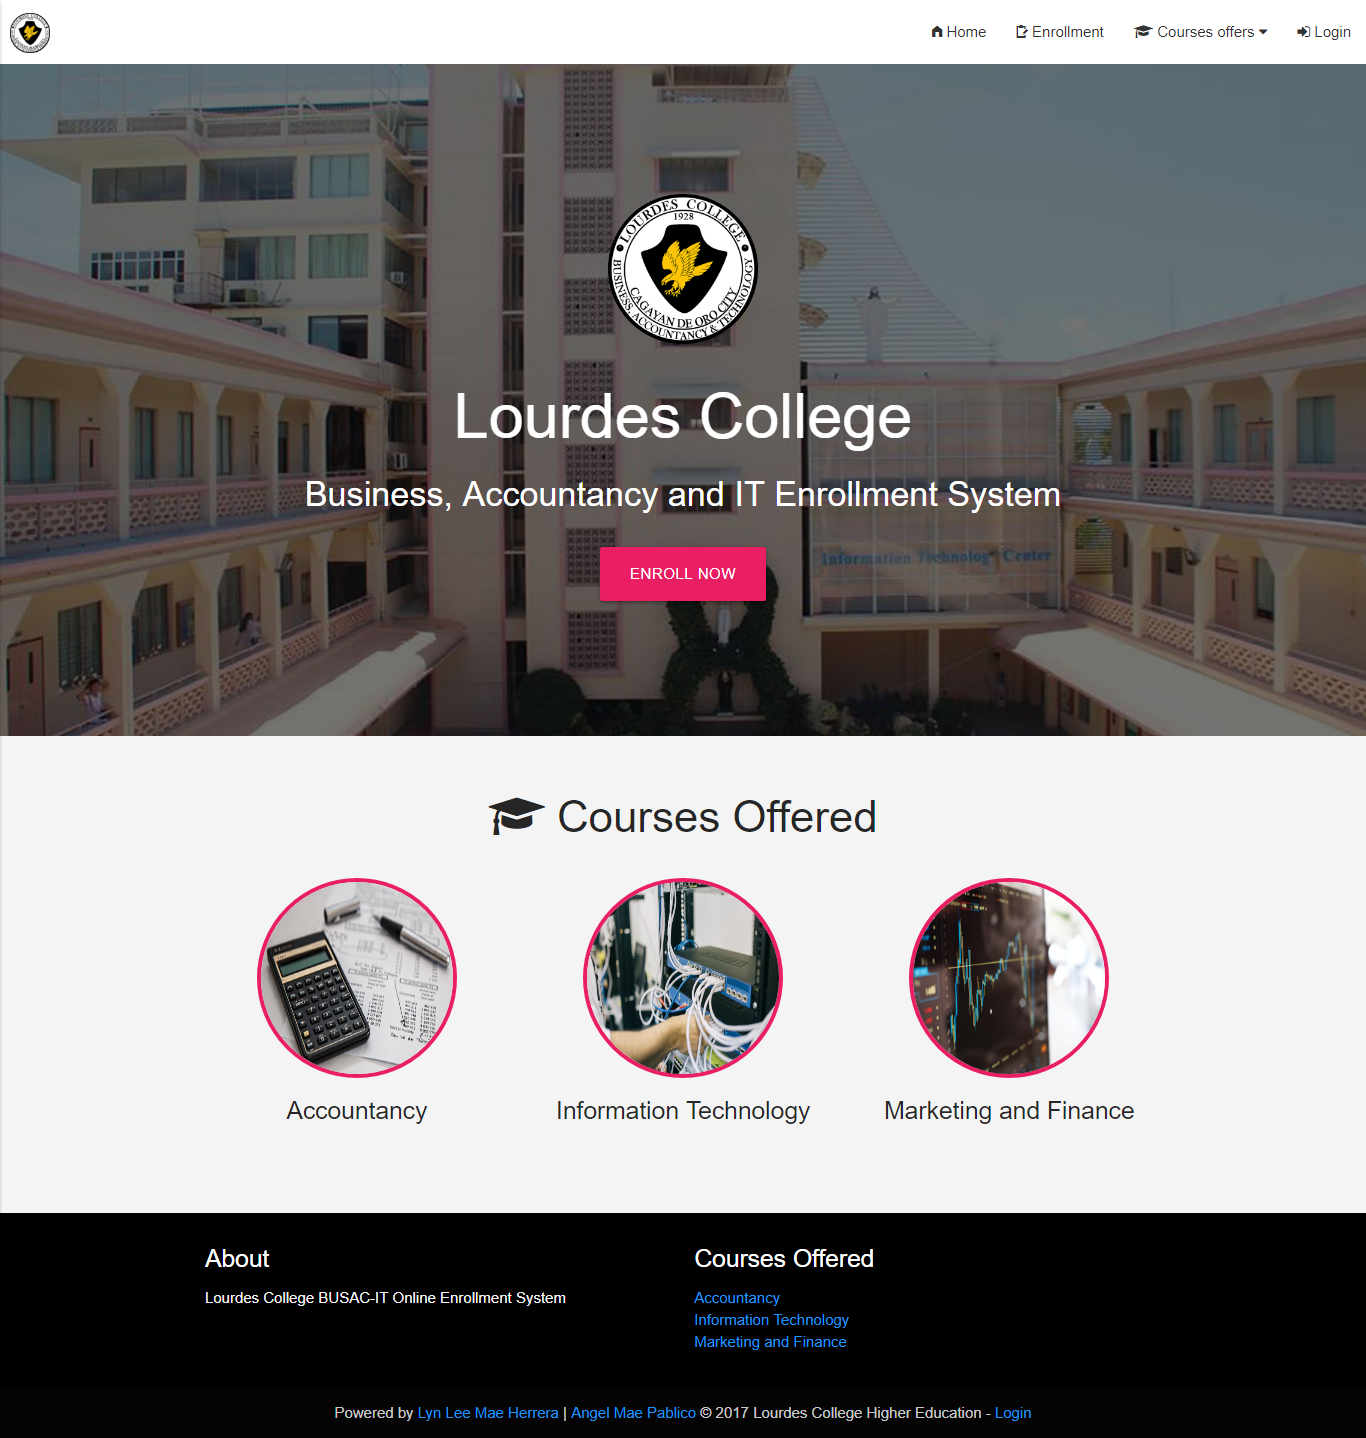 Home Enrollment Courses offers Login
LOURDES COLLEGE
1928
CAGAYAN DE ORO CITY
BUSINESS, ACCOUNTANCY & TECHNOLOGY
Lourdes College
Business, Accountancy and IT Enrollment System
Information Technology Center
ENROLL NOW
Courses Offered
Accountancy
Information Technology
Marketing and Finance
About
Lourdes College BUSAC-IT Online Enrollment System
Courses Offered
Accountancy
Information Technology
Marketing and Finance
Powered by Lyn Lee Mae Herrera | Angel Mae Pablico © 2017 Lourdes College Higher Education - Login